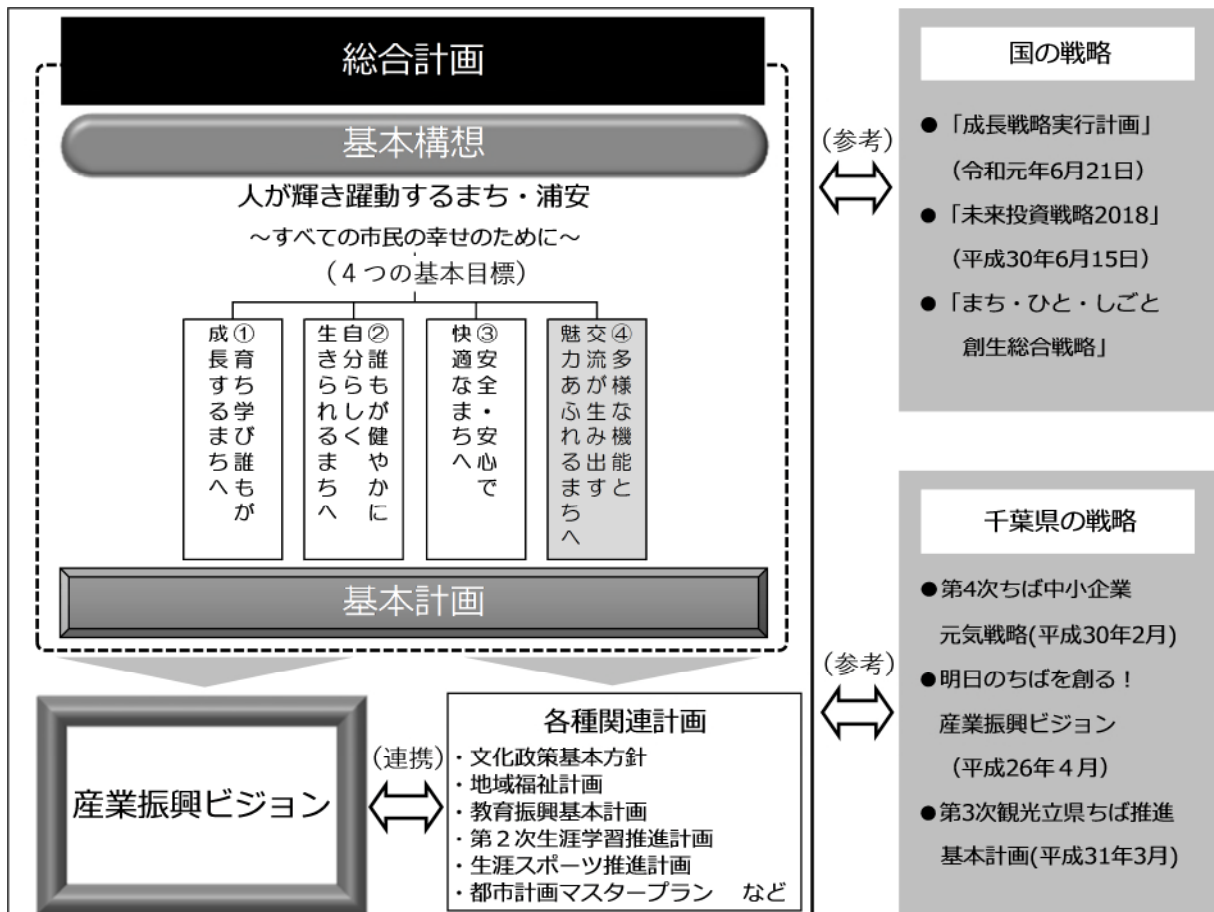 総合計画
基本構想
人が輝き躍動するまち・浦安
～すべての市民の幸せのために～
（４つの基本目標）
①育ち学び誰もが
成長するまちへ
②誰もが健やかに
自分らしく
生きられるまちへ
③安全・安心で
快適なまちへ
④多様な機能と
交流が生み出す
魅力あふれるまちへ
基本計画
産業振興ビジョン
（連携）
各種関連計画
・文化政策基本方針
・地域福祉計画
・教育振興基本計画
・第２次生涯学習推進計画
・生涯スポーツ推進計画
・都市計画マスタープラン　など
（参考）
国の戦略
●「成長戦略実行計画」
（令和元年6月21日）
●「未来投資戦略2018」
（平成30年6月15日）
●「まち・ひと・しごと
創生総合戦略」
（参考）
千葉県の戦略
●第4次ちば中小企業
元気戦略(平成30年2月)
●明日のちばを創る！
産業振興ビジョン
（平成26年４月）
●第3次観光立県ちば推進
基本計画(平成31年3月)